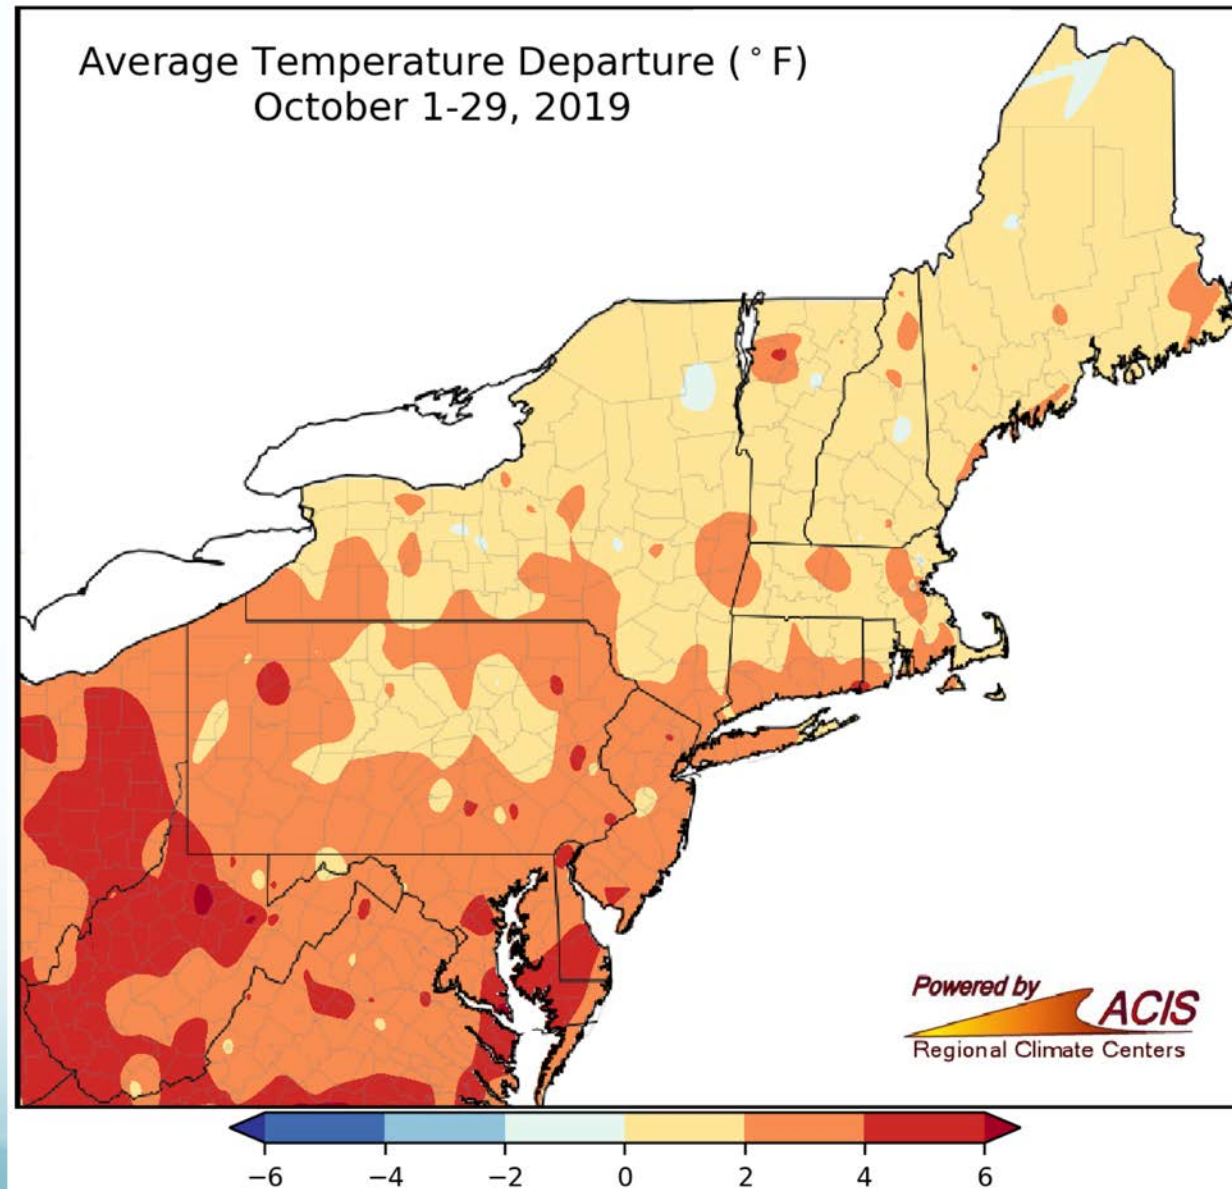 Average Temperature Departure (°F)
October 1-29, 2019
Powered by
ACIS
Regional Climate Centers
−6 −4 −2 0 2 4 6